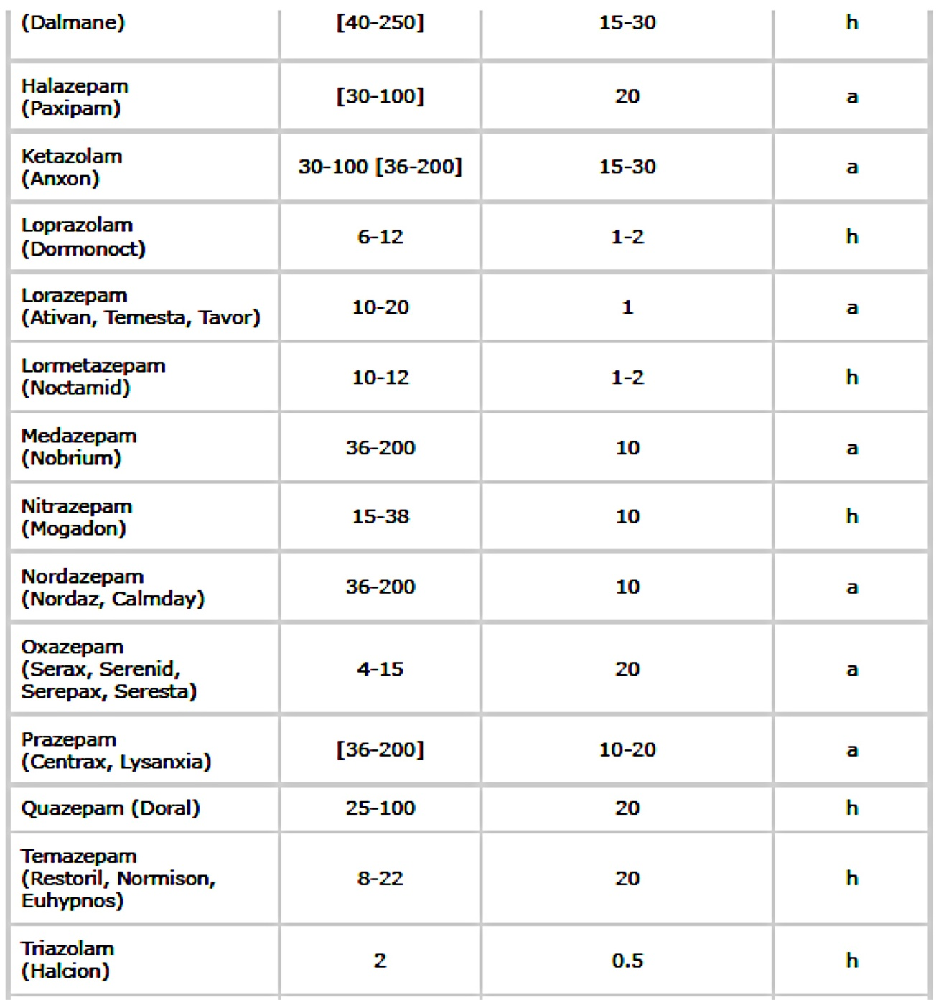 (Dalmane) [40-250] 15-30 h
Halazepam
(Paxipam) [30-100] 20 a
Ketazolam
(Anxon) 30-100 [36-200] 15-30 a
Loprazolam
(Dormonoct) 6-12 1-2 h
Lorazepam
(Ativan, Temesta, Tavor) 10-20 1 a
Lormetazepam
(Noctamid) 10-12 1-2 h
Medazepam
(Nobrium) 36-200 10 a
Nitrazepam
(Mogadon) 15-38 10 h
Nordazepam
(Nordaz, Calmday) 36-200 10 a
Oxazepam
(Serax, Serenid, 4-15 20 a
Serepax, Seresta)
Prazepam
(Centrax, Lysanxia) [36-200] 10-20 a
Quazepam (Doral) 25-100 20 h
Temazepam
(Restoril, Normison, 8-22 20 h
Euhypnos)
Triazolam
(Halcion) 2 0.5 h